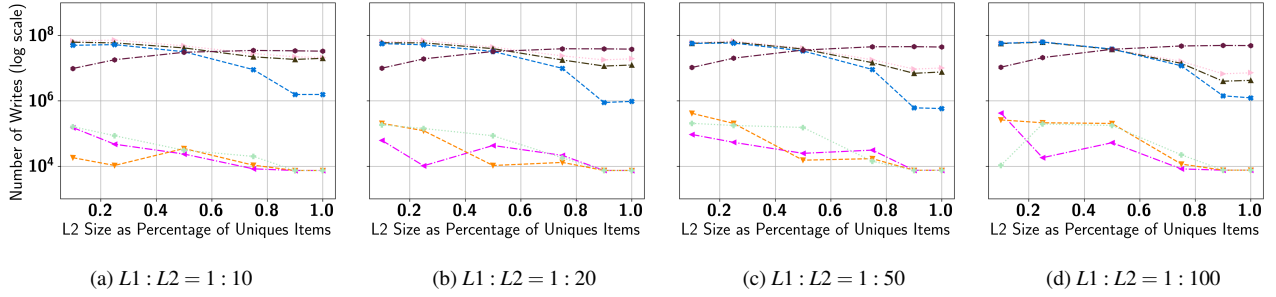 Number of Writes (log scale)
10^8
10^6
10^4
0.2 0.4 0.6 0.8 1.0
L2 Size as Percentage of Uniques Items
(a) L1 : L2 = 1 : 10
0.2 0.4 0.6 0.8 1.0
L2 Size as Percentage of Uniques Items
(b) L1 : L2 = 1 : 20
0.2 0.4 0.6 0.8 1.0
L2 Size as Percentage of Uniques Items
(c) L1 : L2 = 1 : 50
0.2 0.4 0.6 0.8 1.0
L2 Size as Percentage of Uniques Items
(d) L1 : L2 = 1 : 100